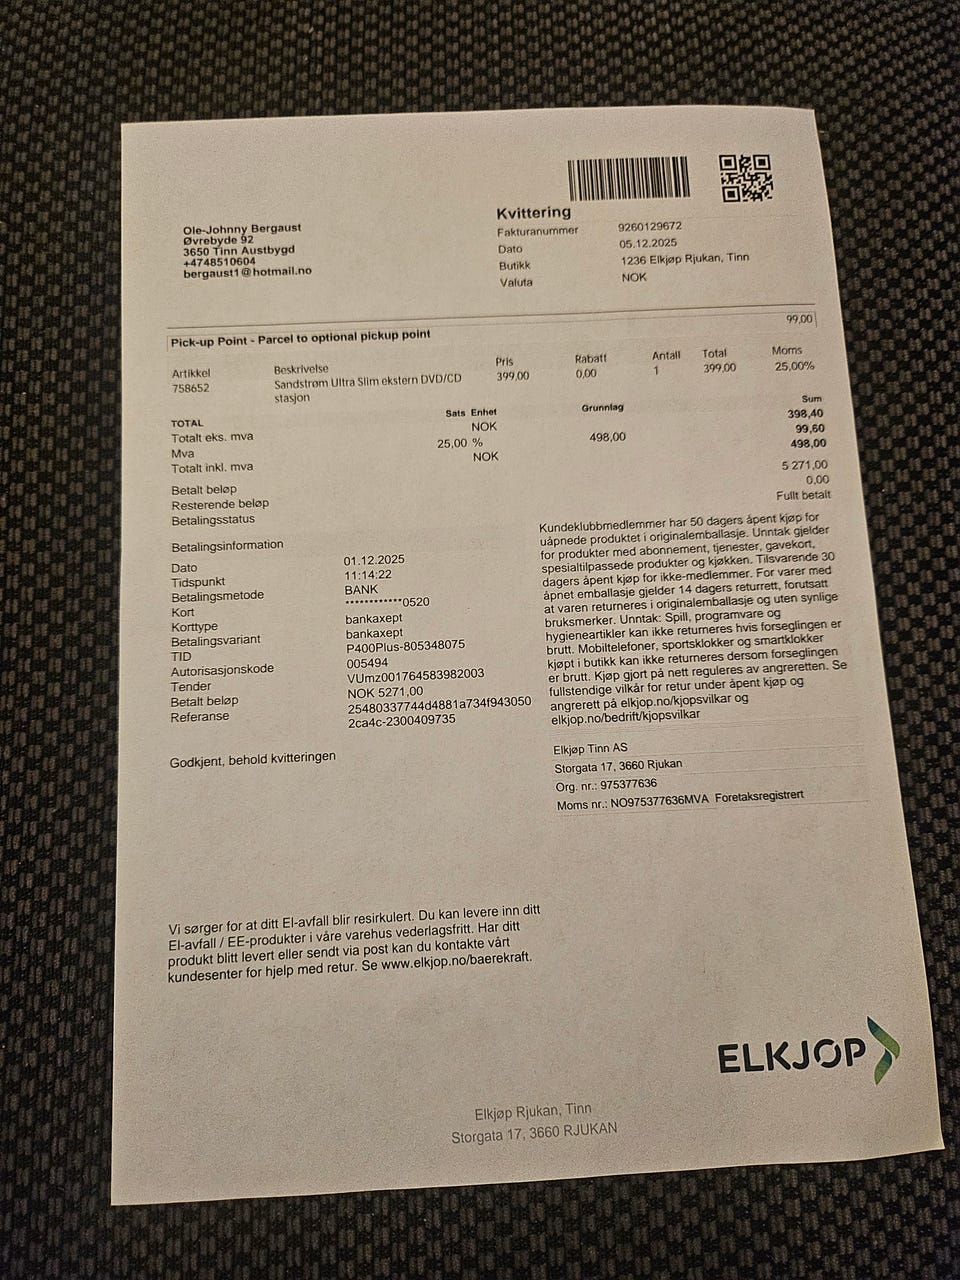 Ole-Johnny Bergaust
Øvrebyde 92
3650 Tinn Austbygd
+4748510604
bergaust1@hotmail.no
Kvittering
Fakturanummer 9260129672
Dato 05.12.2025
Butikk 1236 Elkjøp Rjukan, Tinn
Valuta NOK
Pick-up Point - Parcel to optional pickup point 99,00
Artikkel Beskrivelse Pris Rabatt Antall Total Moms
758652 Sandstrøm Ultra Slim ekstern DVD/CD 399,00 0,00 1 399,00 25,00%
stasjon
TOTAL Sats Enhet Grunnlag Sum
Totalt eks. mva NOK 398,40
Mva 25,00 % 498,00 99,60
Totalt inkl. mva NOK 498,00
Betalt beløp 5 271,00
Resterende beløp 0,00
Betalingsstatus Fullt betalt
Betalingsinformation
Dato 01.12.2025
Tidspunkt 11:14:22
Betalingsmetode BANK
Kort ************0520
Korttype bankaxept
Betalingsvariant bankaxept
TID P400Plus-805348075
Autorisasjonskode 005494
Tender VUmz001764583982003
Betalt beløp NOK 5271,00
Referanse 25480337744d4881a734f943050
2ca4c-2300409735
Godkjent, behold kvitteringen
Kundeklubbmedlemmer har 50 dagers åpent kjøp for
uåpnede produktet i originalemballasje. Unntak gjelder
for produkter med abonnement, tjenester, gavekort,
spesialtilpassede produkter og kjøkken. Tilsvarende 30
dagers åpent kjøp for ikke-medlemmer. For varer med
åpnet emballasje gjelder 14 dagers returrett, forutsatt
at varen returneres i originalemballasje og uten synlige
bruksmerker. Unntak: Spill, programvare og
hygieneartikler kan ikke returneres hvis forseglingen er
brutt. Mobiltelefoner, sportsklokker og smartklokker
kjøpt i butikk kan ikke returneres dersom forseglingen
er brutt. Kjøp gjort på nett reguleres av angreretten. Se
fullstendige vilkår for retur under åpent kjøp og
angrerett på elkjop.no/kjopsvilkar og
elkjop.no/bedrift/kjopsvilkar
Elkjøp Tinn AS
Storgata 17, 3660 Rjukan
Org. nr.: 975377636
Moms nr.: NO975377636MVA Foretaksregistrert
Vi sørger for at ditt El-avfall blir resirkulert. Du kan levere inn ditt
El-avfall / EE-produkter i våre varehus vederlagsfritt. Har ditt
produkt blitt levert eller sendt via post kan du kontakte vårt
kundesenter for hjelp med retur. Se www.elkjop.no/baerekraft.
ELKJØP
Elkjøp Rjukan, Tinn
Storgata 17, 3660 RJUKAN